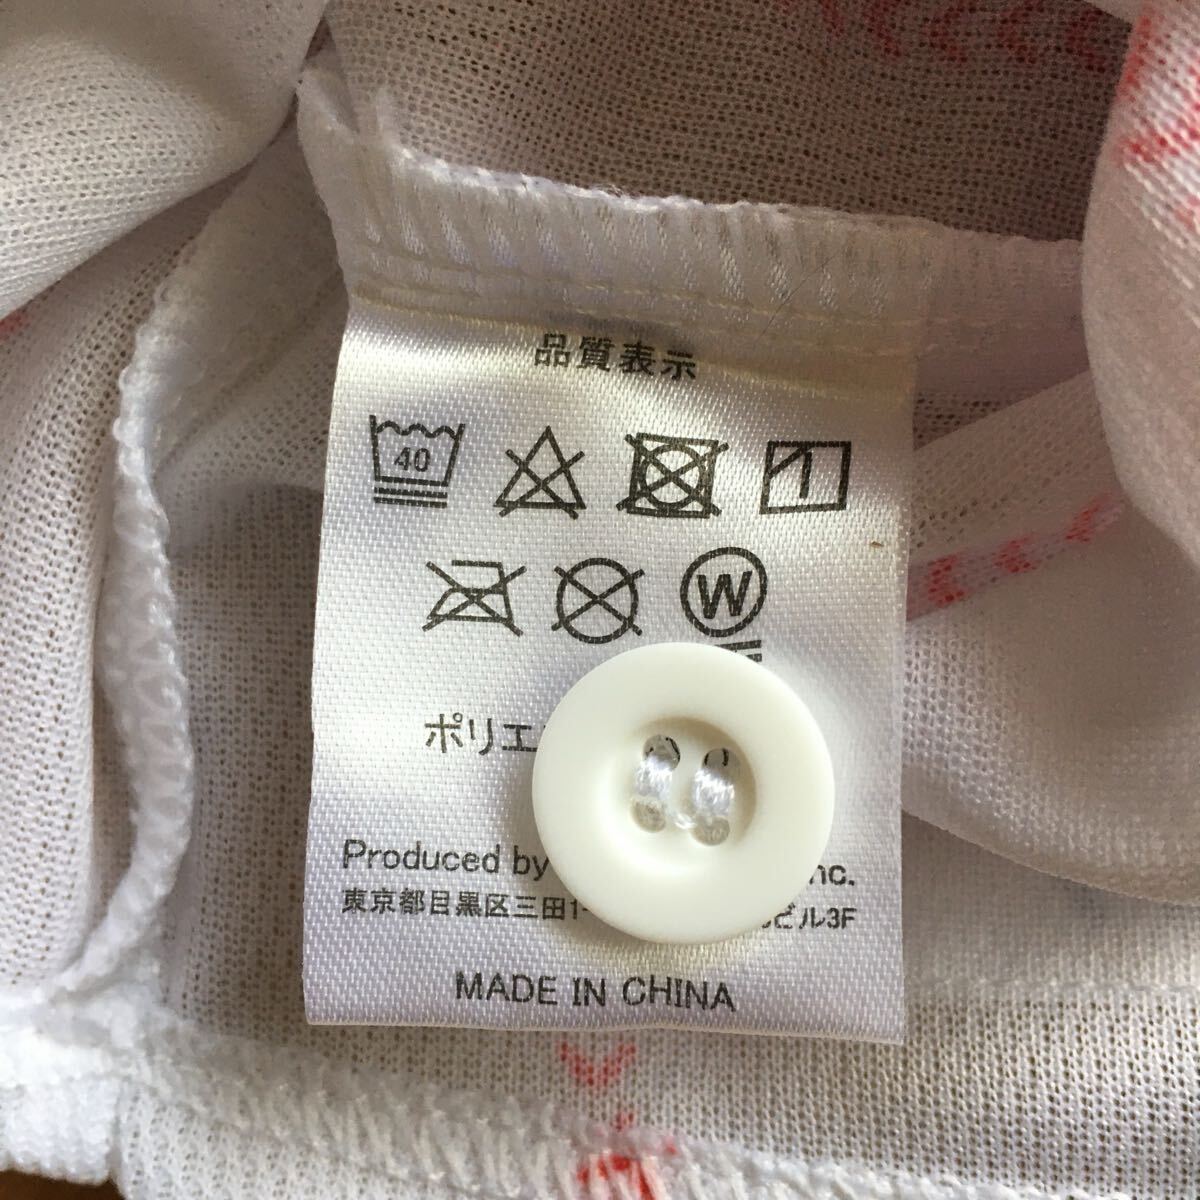 品質表示
40
W
ポリエ
Produced by nc.
東京都目黒区三田1- ビル3F
MADE IN CHINA